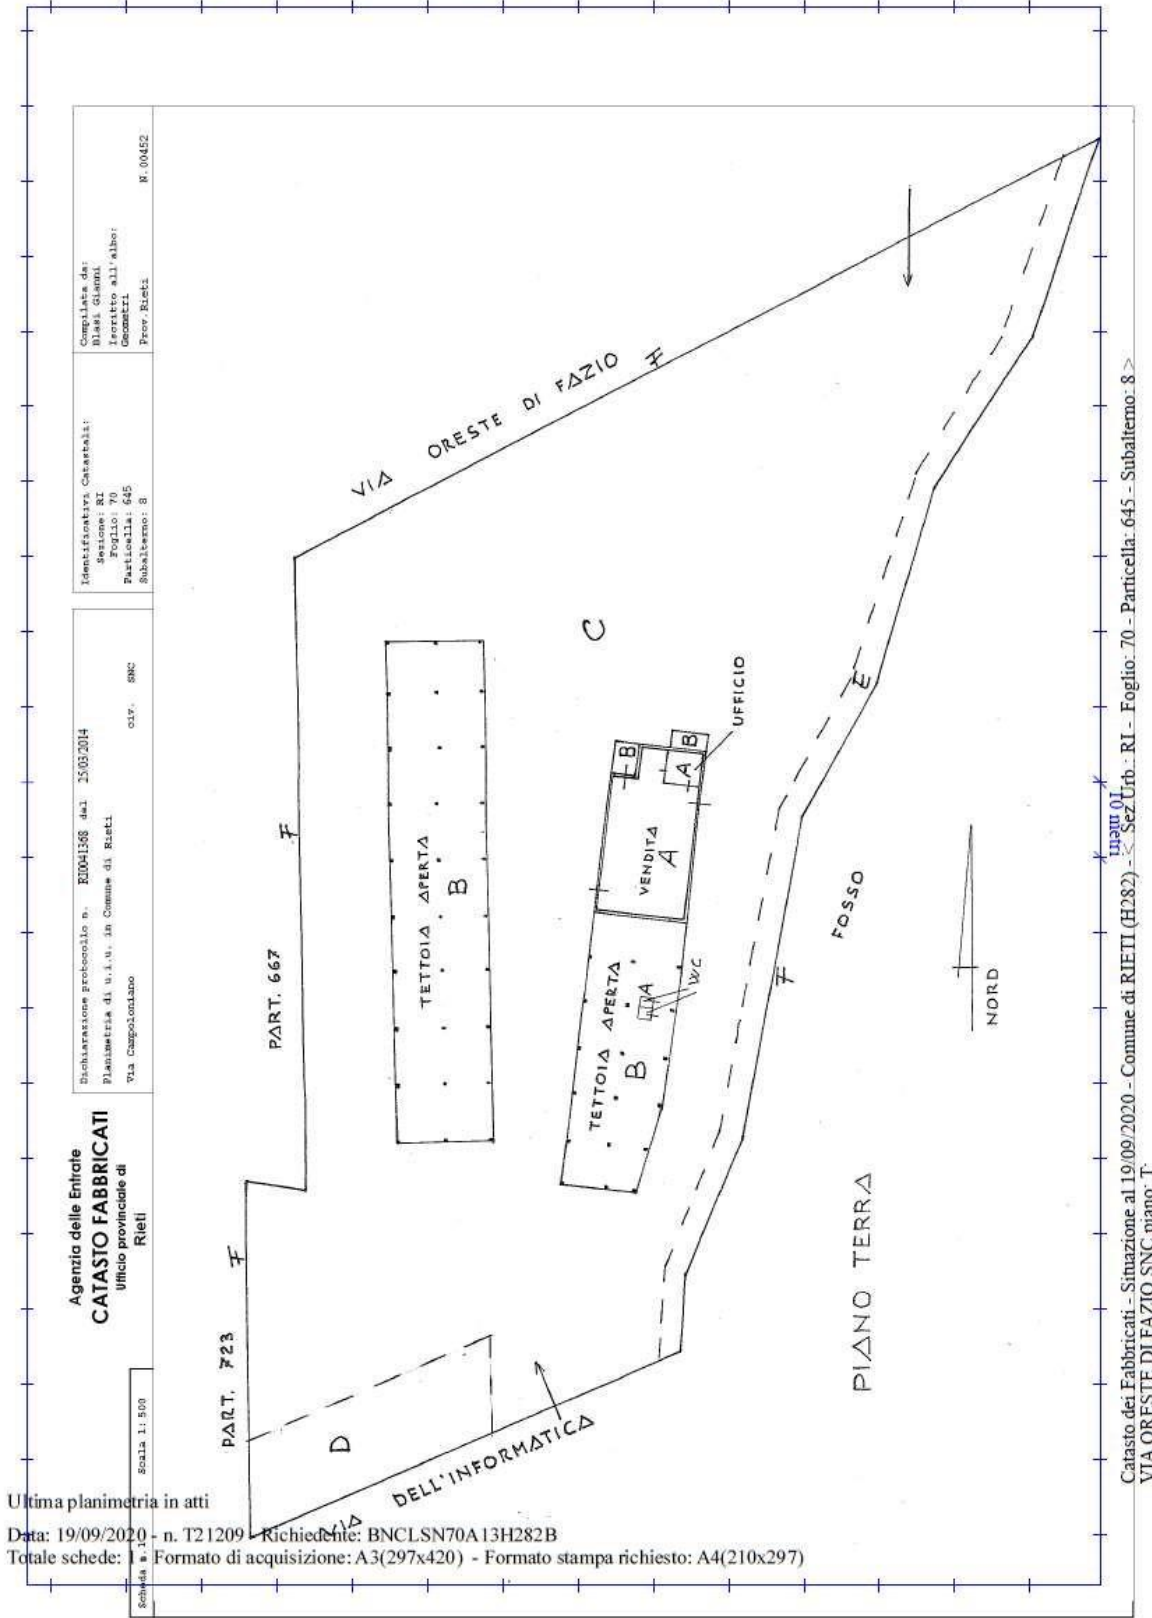 Agenzia delle Entrate
CATASTO FABBRICATI
Ufficio provinciale di
Rieti
Dichiarazione protocollo n. RI0041368 del 25/03/2014
Planimetria di u.i.u. in Comune di Rieti
Via Campoloniano civ. SNC
Identificativi Catastali:
Sezione: RI
Foglio: 70
Particella: 645
Subalterno: 8
Compilata da:
Blasi Gianni
Iscritto all'albo:
Geometri
Prov. Rieti N. 00452
Scheda n. 1 Scala 1:500
PART. 723
PART. 667
VIA ORESTE DI FAZIO
VIA DELL'INFORMATICA
D
C
E
F
F
F
F
TETTOIA APERTA
B
TETTOIA APERTA
B
A
WC
VENDITA
A
B
A
B
UFFICIO
FOSSO
NORD
PIANO TERRA
10 metri
Catasto dei Fabbricati - Situazione al 19/09/2020 - Comune di RIETI (H282) - < Sez.Urb.: RI - Foglio: 70 - Particella: 645 - Subalterno: 8 >
VIA ORESTE DI FAZIO SNC piano: T;
Ultima planimetria in atti
Data: 19/09/2020 - n. T21209 - Richiedente: BNCLSN70A13H282B
Totale schede: 1 - Formato di acquisizione: A3(297x420) - Formato stampa richiesto: A4(210x297)